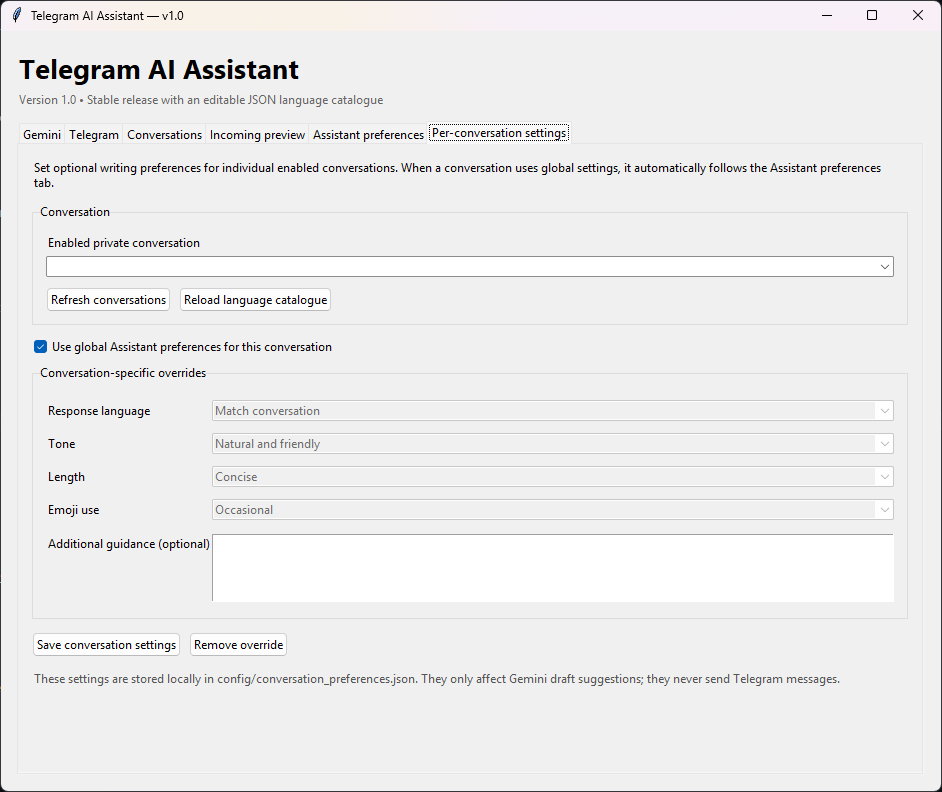 Telegram AI Assistant — v1.0
Telegram AI Assistant
Version 1.0 • Stable release with an editable JSON language catalogue
Gemini Telegram Conversations Incoming preview Assistant preferences Per-conversation settings
Set optional writing preferences for individual enabled conversations. When a conversation uses global settings, it automatically follows the Assistant preferences
tab.
Conversation
Enabled private conversation
Refresh conversations Reload language catalogue
Use global Assistant preferences for this conversation
Conversation-specific overrides
Response language Match conversation
Tone Natural and friendly
Length Concise
Emoji use Occasional
Additional guidance (optional)
Save conversation settings Remove override
These settings are stored locally in config/conversation_preferences.json. They only affect Gemini draft suggestions; they never send Telegram messages.